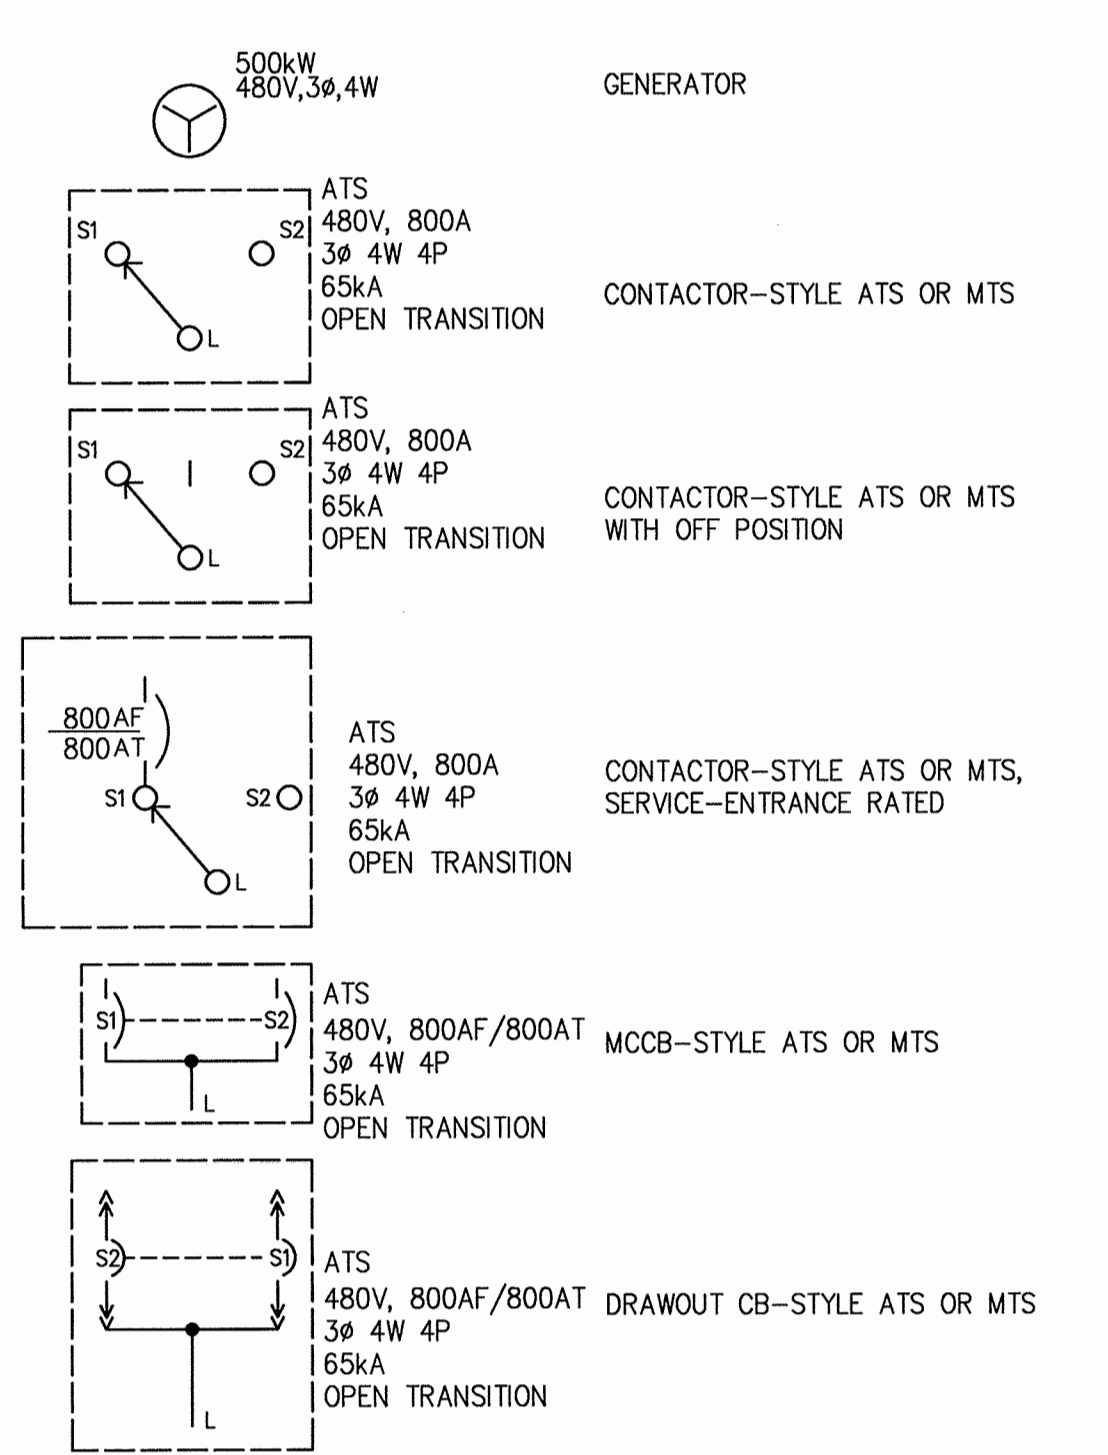 500kW
480V,3ø,4W
GENERATOR
ATS
S1
S2
480V, 800A
3ø 4W 4P
65kA
L
OPEN TRANSITION
CONTACTOR-STYLE ATS OR MTS
ATS
S1
S2
480V, 800A
3ø 4W 4P
65kA
L
OPEN TRANSITION
CONTACTOR-STYLE ATS OR MTS
WITH OFF POSITION
800AF
800AT
S1
S2
L
ATS
480V, 800A
3ø 4W 4P
65kA
OPEN TRANSITION
CONTACTOR-STYLE ATS OR MTS,
SERVICE-ENTRANCE RATED
S1
S2
L
ATS
480V, 800AF/800AT
3ø 4W 4P
65kA
OPEN TRANSITION
MCCB-STYLE ATS OR MTS
S2
S1
L
ATS
480V, 800AF/800AT
3ø 4W 4P
65kA
OPEN TRANSITION
DRAWOUT CB-STYLE ATS OR MTS